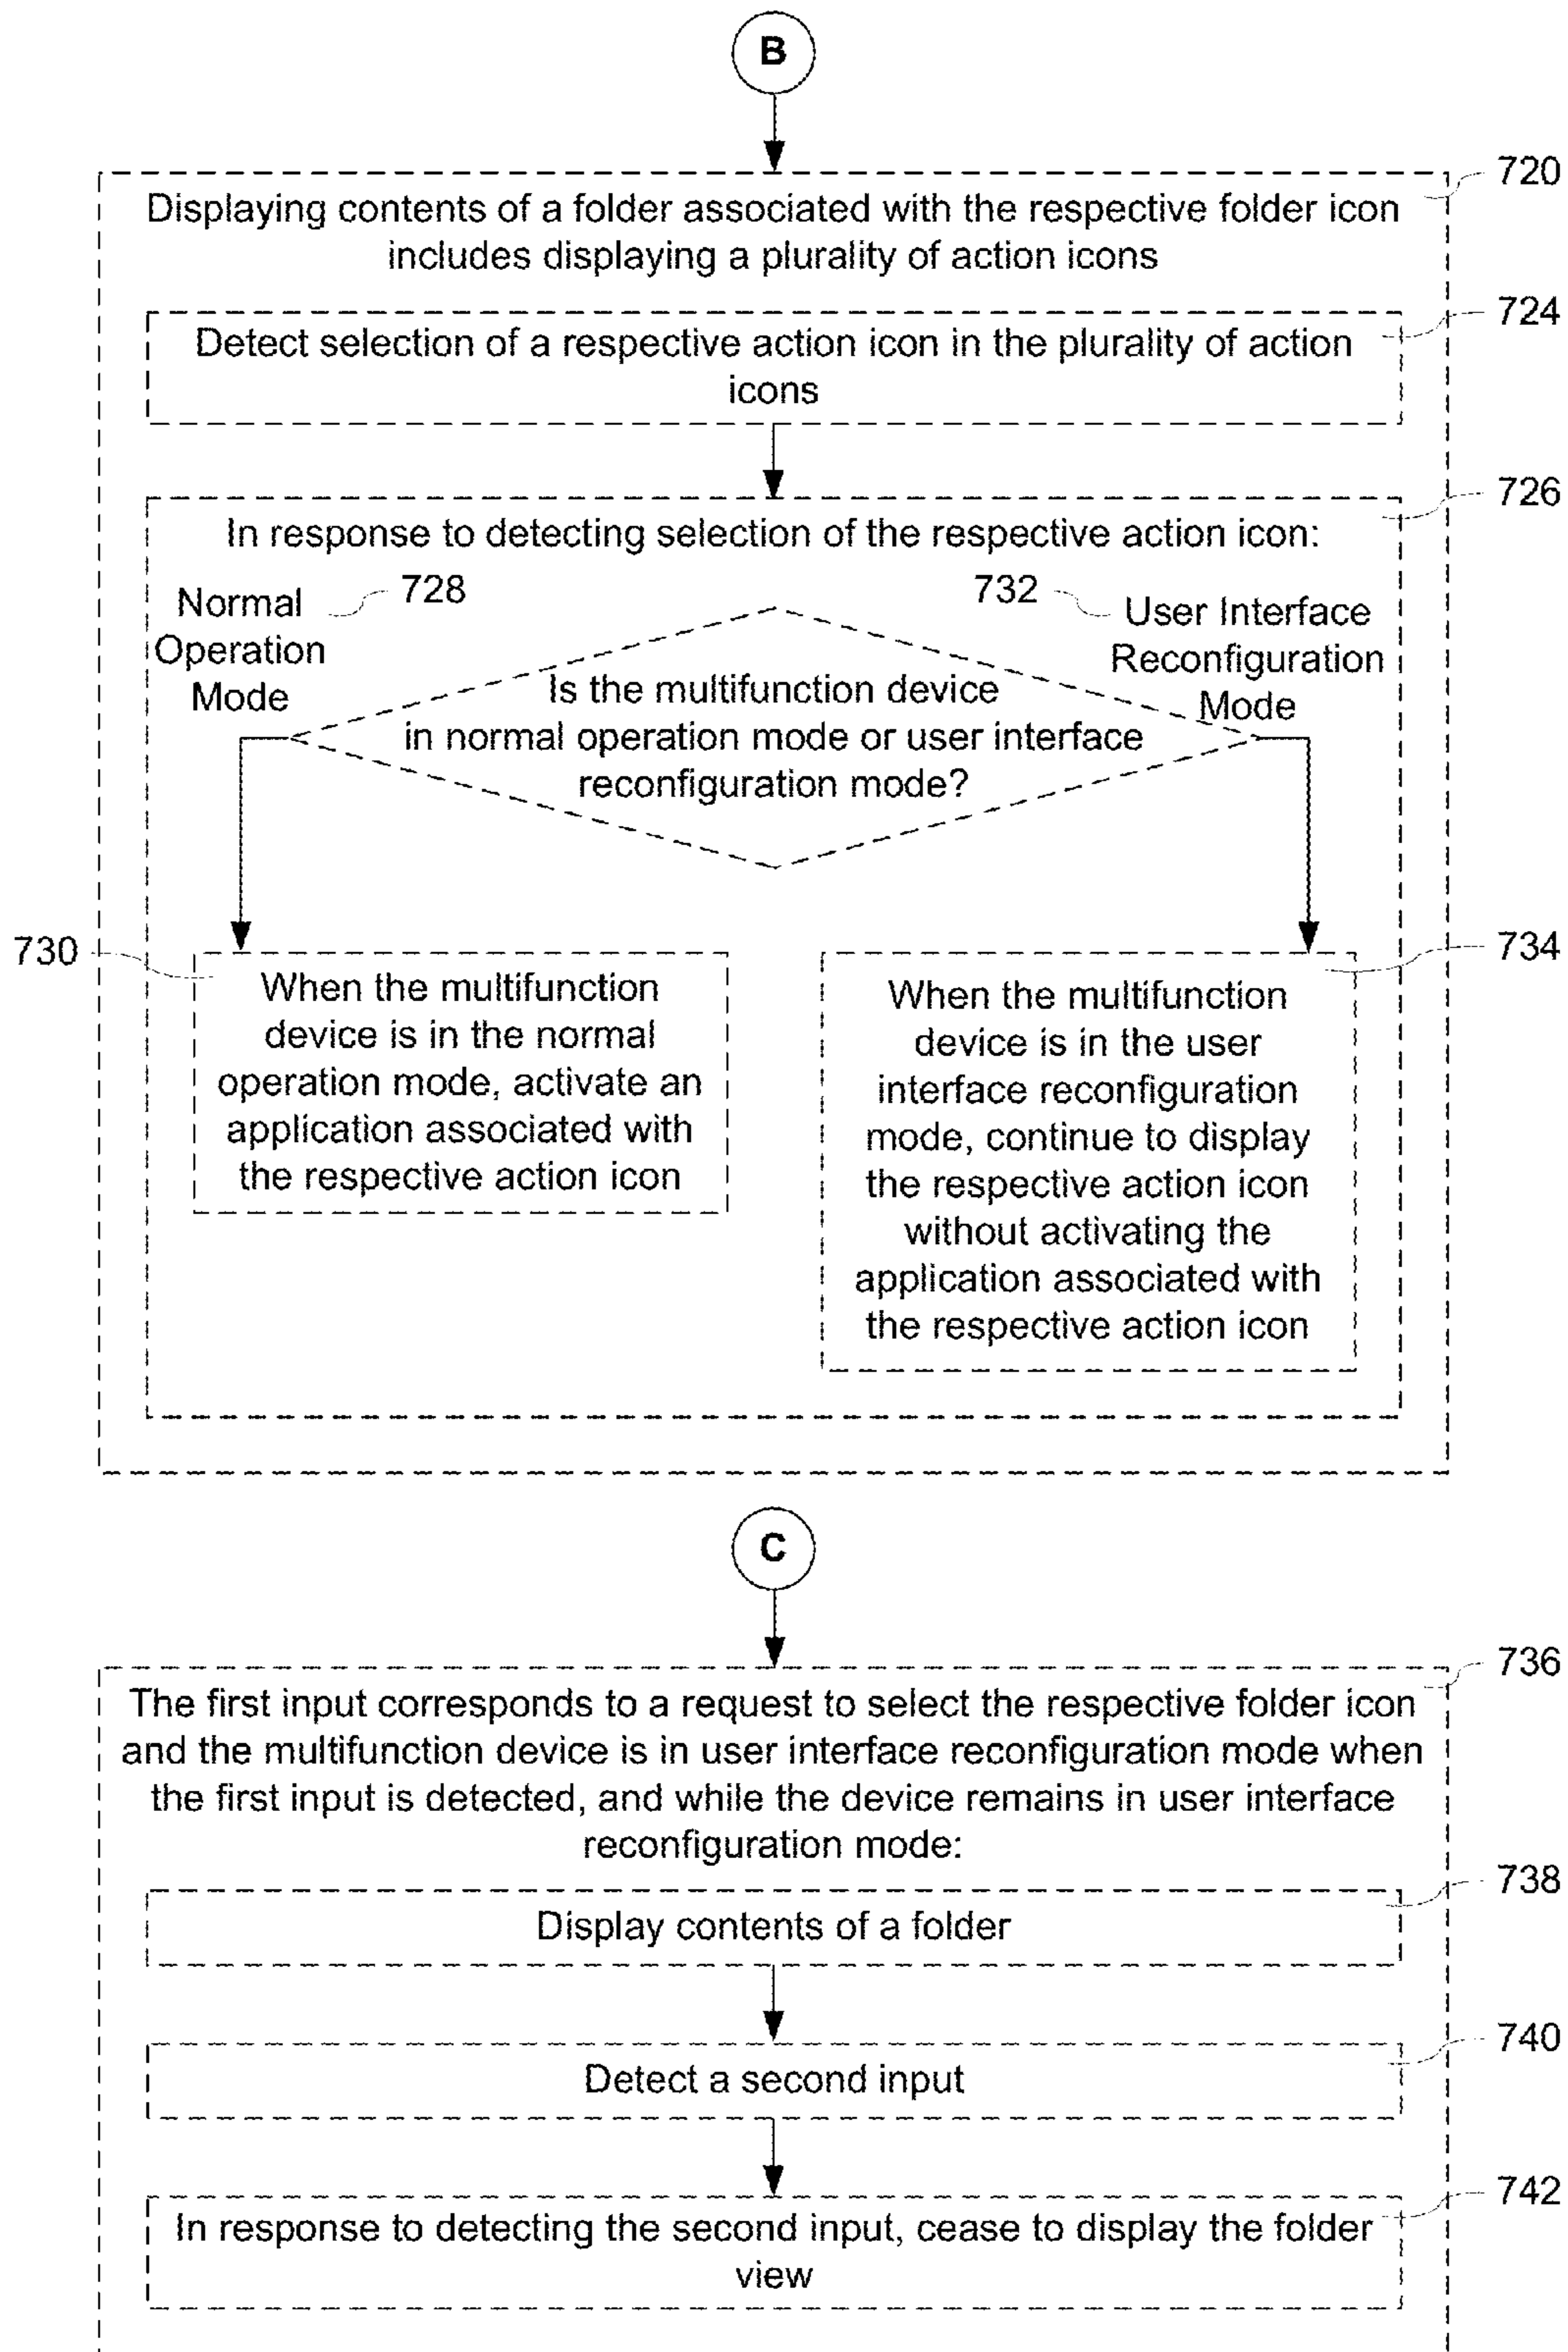 B
720
Displaying contents of a folder associated with the respective folder icon
includes displaying a plurality of action icons
724
Detect selection of a respective action icon in the plurality of action
icons
726
In response to detecting selection of the respective action icon:
Normal
Operation
Mode
728
732
User Interface
Reconfiguration
Mode
Is the multifunction device
in normal operation mode or user interface
reconfiguration mode?
730
When the multifunction
device is in the normal
operation mode, activate an
application associated with
the respective action icon
734
When the multifunction
device is in the user
interface reconfiguration
mode, continue to display
the respective action icon
without activating the
application associated with
the respective action icon
C
736
The first input corresponds to a request to select the respective folder icon
and the multifunction device is in user interface reconfiguration mode when
the first input is detected, and while the device remains in user interface
reconfiguration mode:
738
Display contents of a folder
740
Detect a second input
742
In response to detecting the second input, cease to display the folder
view